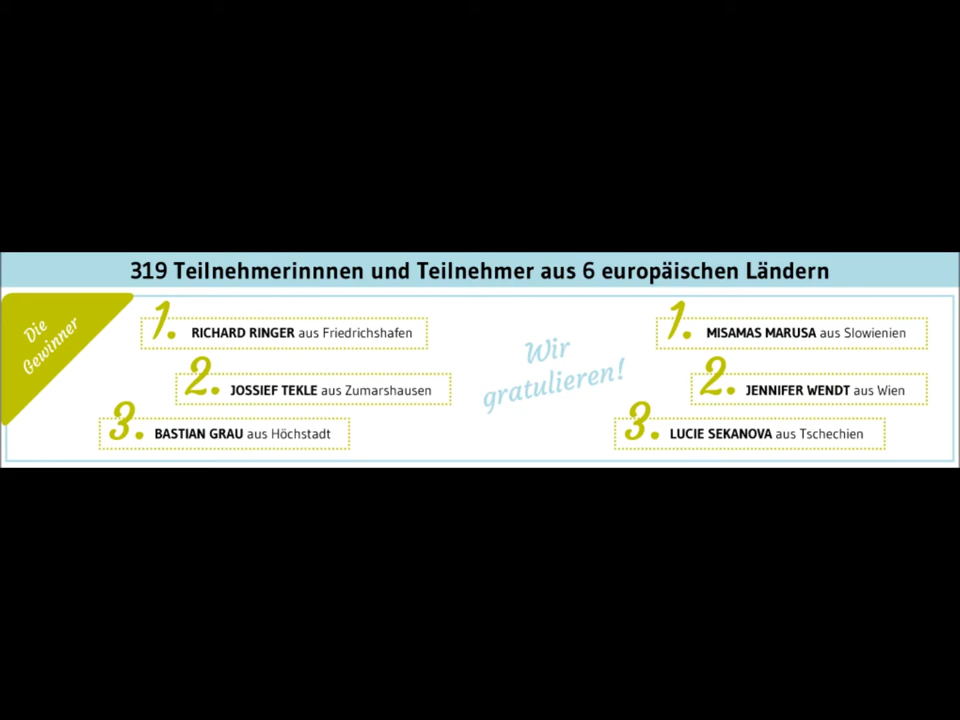 319 Teilnehmerinnnen und Teilnehmer aus 6 europäischen Ländern
Die
Gewinner
1. RICHARD RINGER aus Friedrichshafen
2. JOSSIEF TEKLE aus Zumarshausen
3. BASTIAN GRAU aus Höchstadt
Wir
gratulieren!
1. MISAMAS MARUSA aus Slowienien
2. JENNIFER WENDT aus Wien
3. LUCIE SEKANOVA aus Tschechien